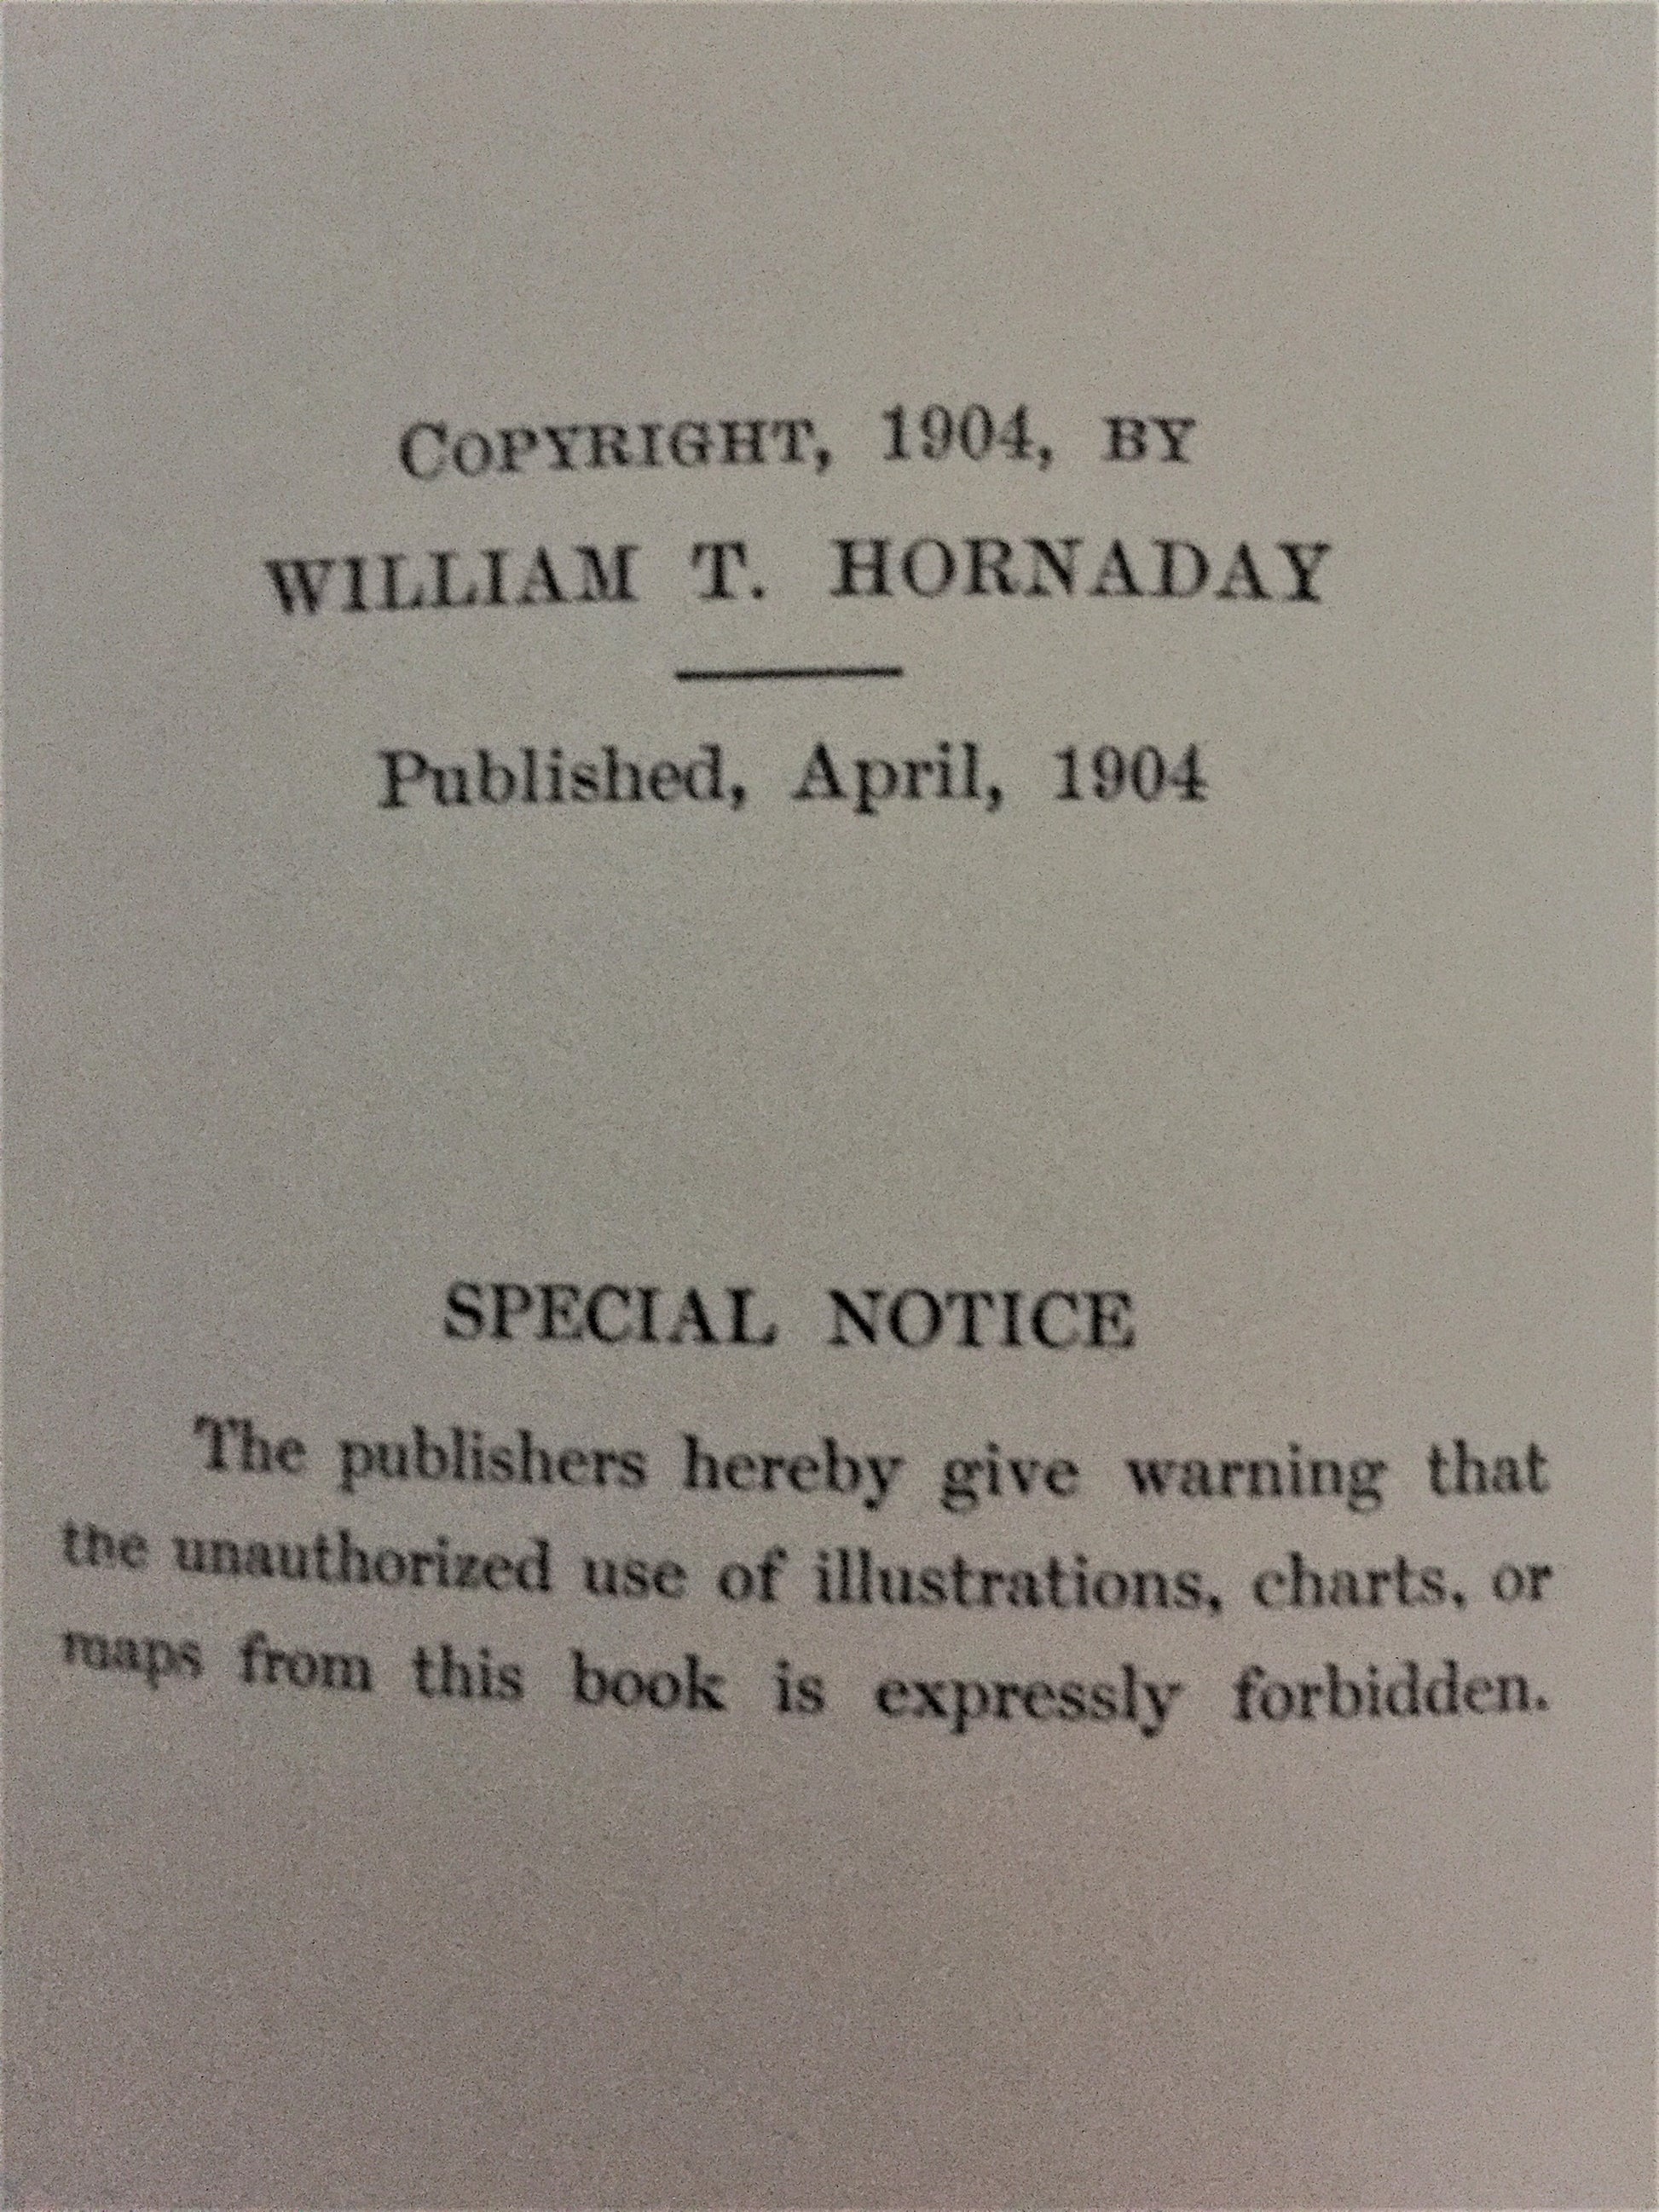 COPYRIGHT, 1904, BY
WILLIAM T. HORNADAY
Published, April, 1904
SPECIAL NOTICE
The publishers hereby give warning that
the unauthorized use of illustrations, charts, or
maps from this book is expressly forbidden.